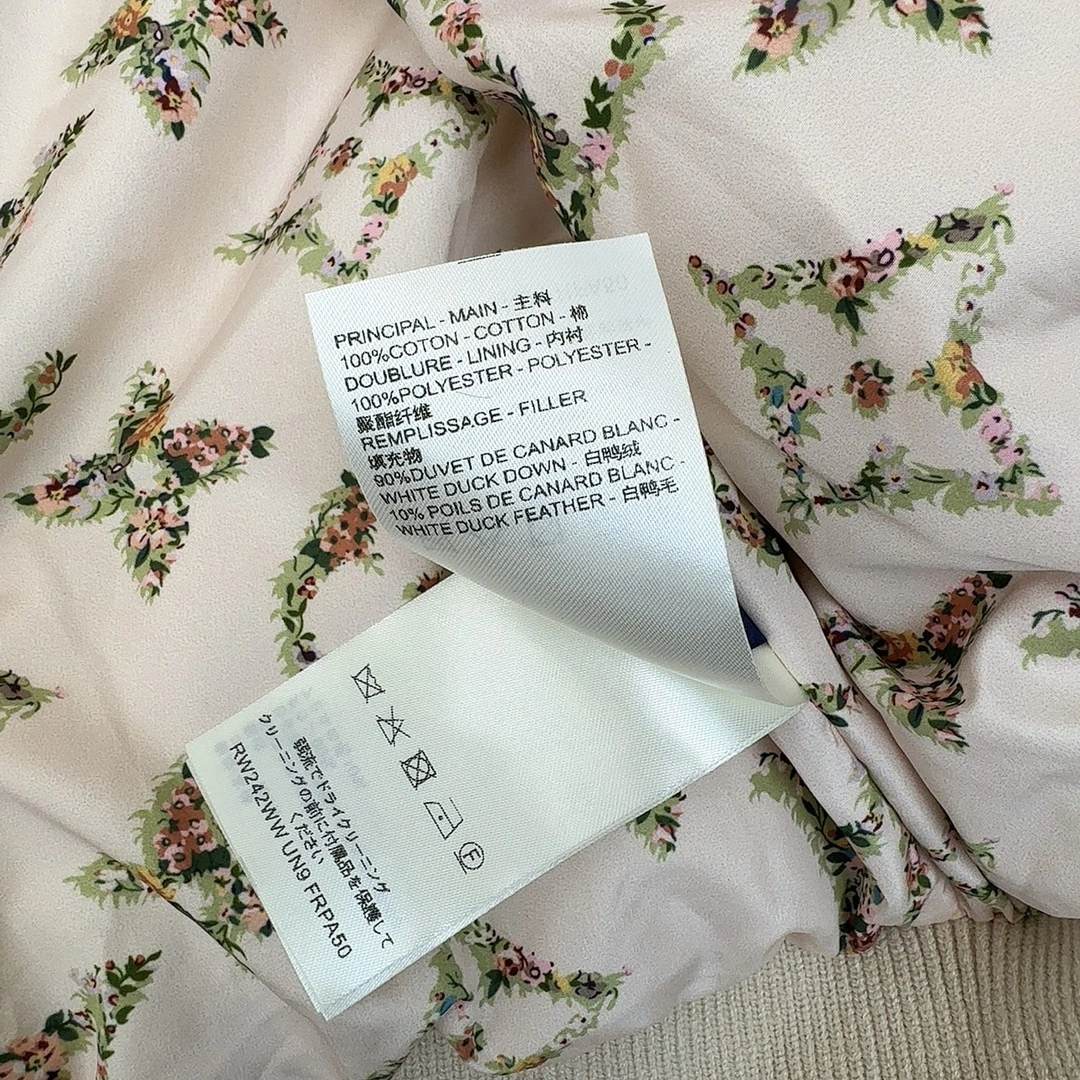 PRINCIPAL - MAIN - 主料
100%COTON - COTTON - 棉
DOUBLURE - LINING - 内衬
100%POLYESTER - POLYESTER -
聚酯纤维
REMPLISSAGE - FILLER
填充物
90%DUVET DE CANARD BLANC -
WHITE DUCK DOWN - 白鸭绒
10% POILS DE CANARD BLANC -
WHITE DUCK FEATHER - 白鸭毛
F
弱流でドライクリーニング
クリーニングの前に付属品を保護して
ください
RW242WW UN9 FRPA50